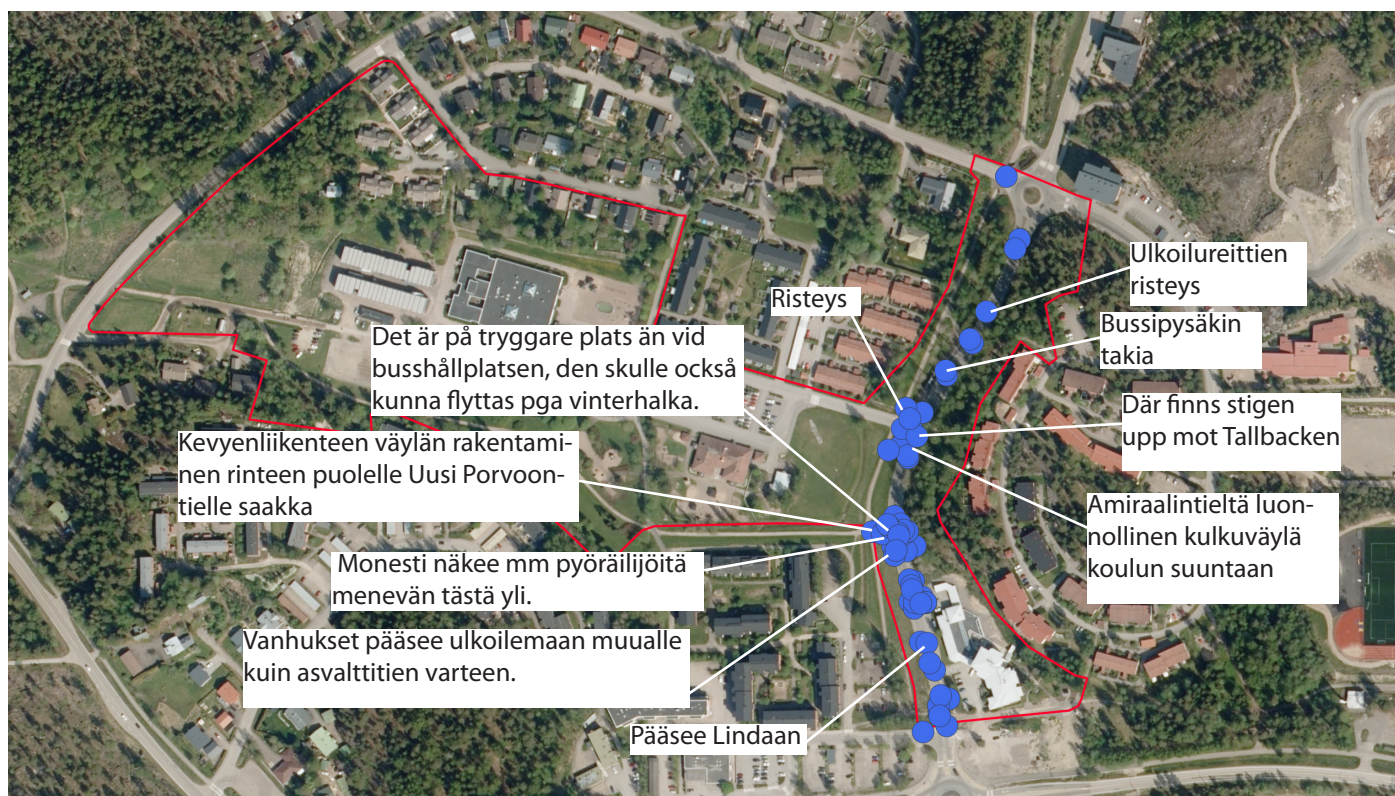 Ulkoilureittien
risteys
Risteys
Bussipysäkin
takia
Det är på tryggare plats än vid
busshållplatsen, den skulle också
kunna flyttas pga vinterhalka.
Där finns stigen
upp mot Tallbacken
Kevyenliikenteen väylän rakentami-
nen rinteen puolelle Uusi Porvoon-
tielle saakka
Amiraalintieltä luon-
nollinen kulkuväylä
koulun suuntaan
Monesti näkee mm pyöräilijöitä
menevän tästä yli.
Vanhukset pääsee ulkoilemaan muualle
kuin asvalttitien varteen.
Pääsee Lindaan